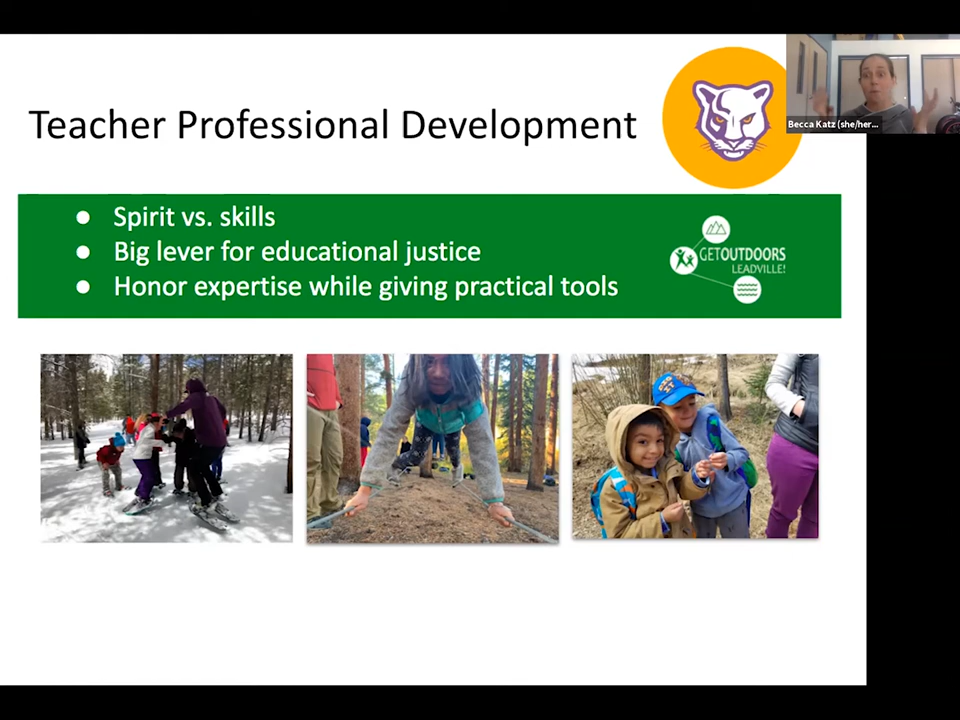 Teacher Professional Development
Becca Katz (she/her...
● Spirit vs. skills
● Big lever for educational justice
● Honor expertise while giving practical tools
GETOUTDOORS
LEADVILLE!